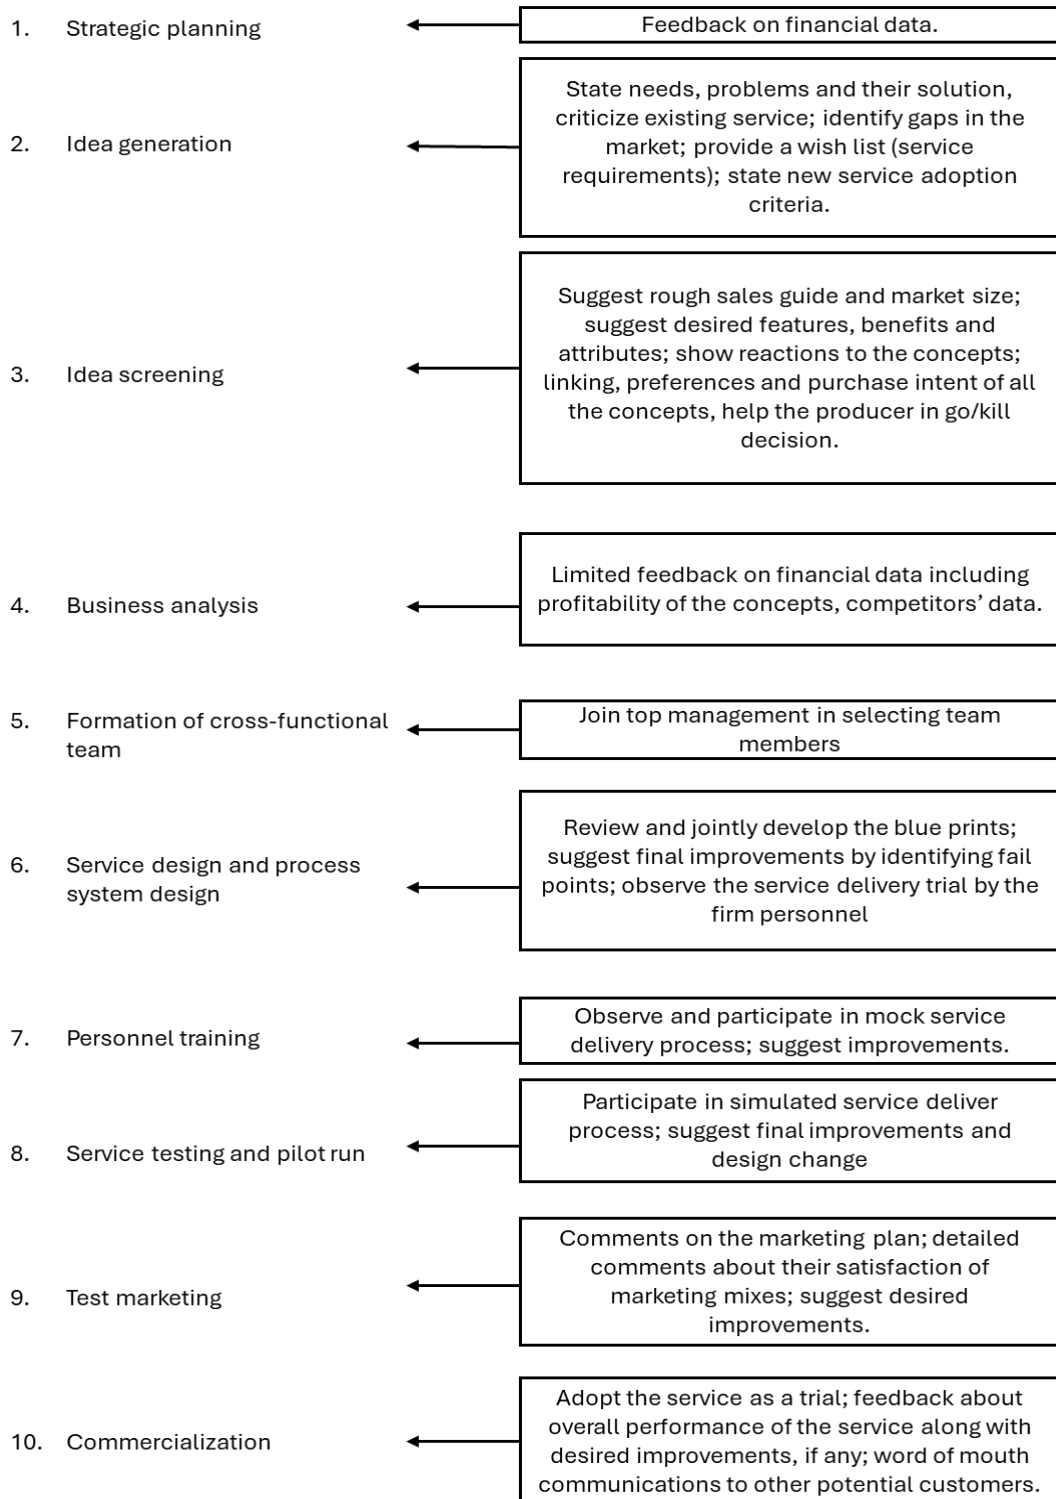 1. Strategic planning
Feedback on financial data.
2. Idea generation
State needs, problems and their solution,
criticize existing service; identify gaps in the
market; provide a wish list (service
requirements); state new service adoption
criteria.
3. Idea screening
Suggest rough sales guide and market size;
suggest desired features, benefits and
attributes; show reactions to the concepts;
linking, preferences and purchase intent of all
the concepts, help the producer in go/kill
decision.
4. Business analysis
Limited feedback on financial data including
profitability of the concepts, competitors’ data.
5. Formation of cross-functional
team
Join top management in selecting team
members
6. Service design and process
system design
Review and jointly develop the blue prints;
suggest final improvements by identifying fail
points; observe the service delivery trial by the
firm personnel
7. Personnel training
Observe and participate in mock service
delivery process; suggest improvements.
8. Service testing and pilot run
Participate in simulated service deliver
process; suggest final improvements and
design change
9. Test marketing
Comments on the marketing plan; detailed
comments about their satisfaction of
marketing mixes; suggest desired
improvements.
10. Commercialization
Adopt the service as a trial; feedback about
overall performance of the service along with
desired improvements, if any; word of mouth
communications to other potential customers.